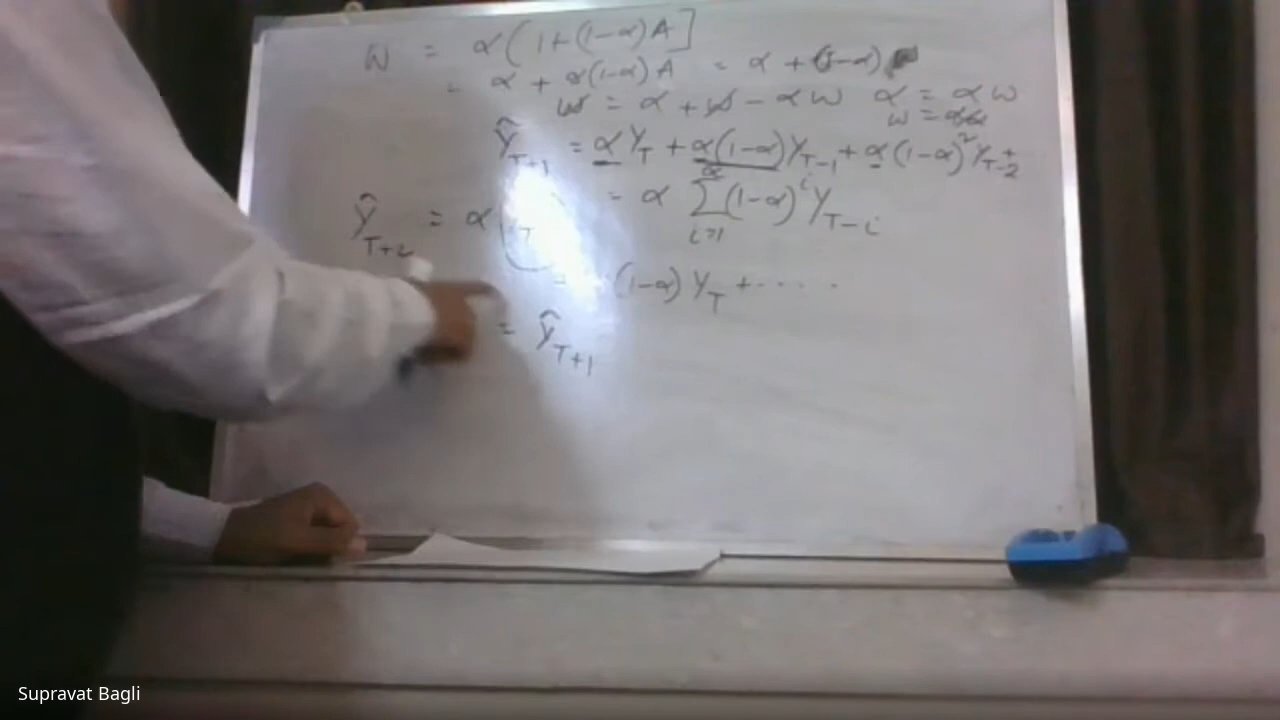 W = α[1+(1-α)A]
= α + α(1-α)A = α + (1-α)
W = α + W - αW α = αW
W =
Ŷ_{T+1} = αY_T + α(1-α)Y_{T-1} + α(1-α)²Y_{T-2} +
= α ∑_{i=1}^{∞} (1-α)^i Y_{T-i}
Ŷ_{T+2} = α
= (1-α) Y_T + .....
= Ŷ_{T+1}
Supravat Bagli